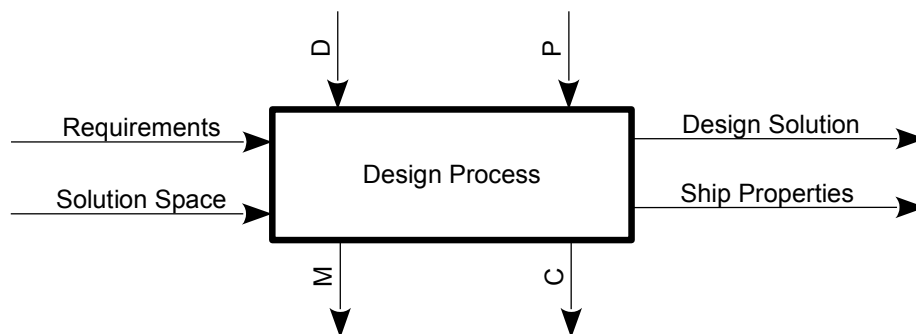 D
P
Requirements
Design Solution
Design Process
Solution Space
Ship Properties
M
C